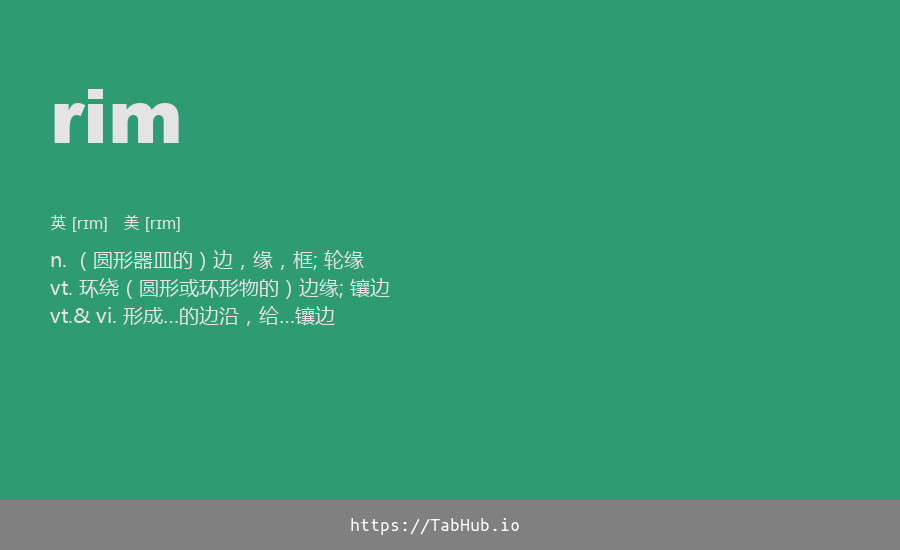 rim
英 [rɪm] 美 [rɪm]
n. （圆形器皿的）边，缘，框; 轮缘
vt. 环绕（圆形或环形物的）边缘; 镶边
vt.& vi. 形成…的边沿，给…镶边
https://TabHub.io